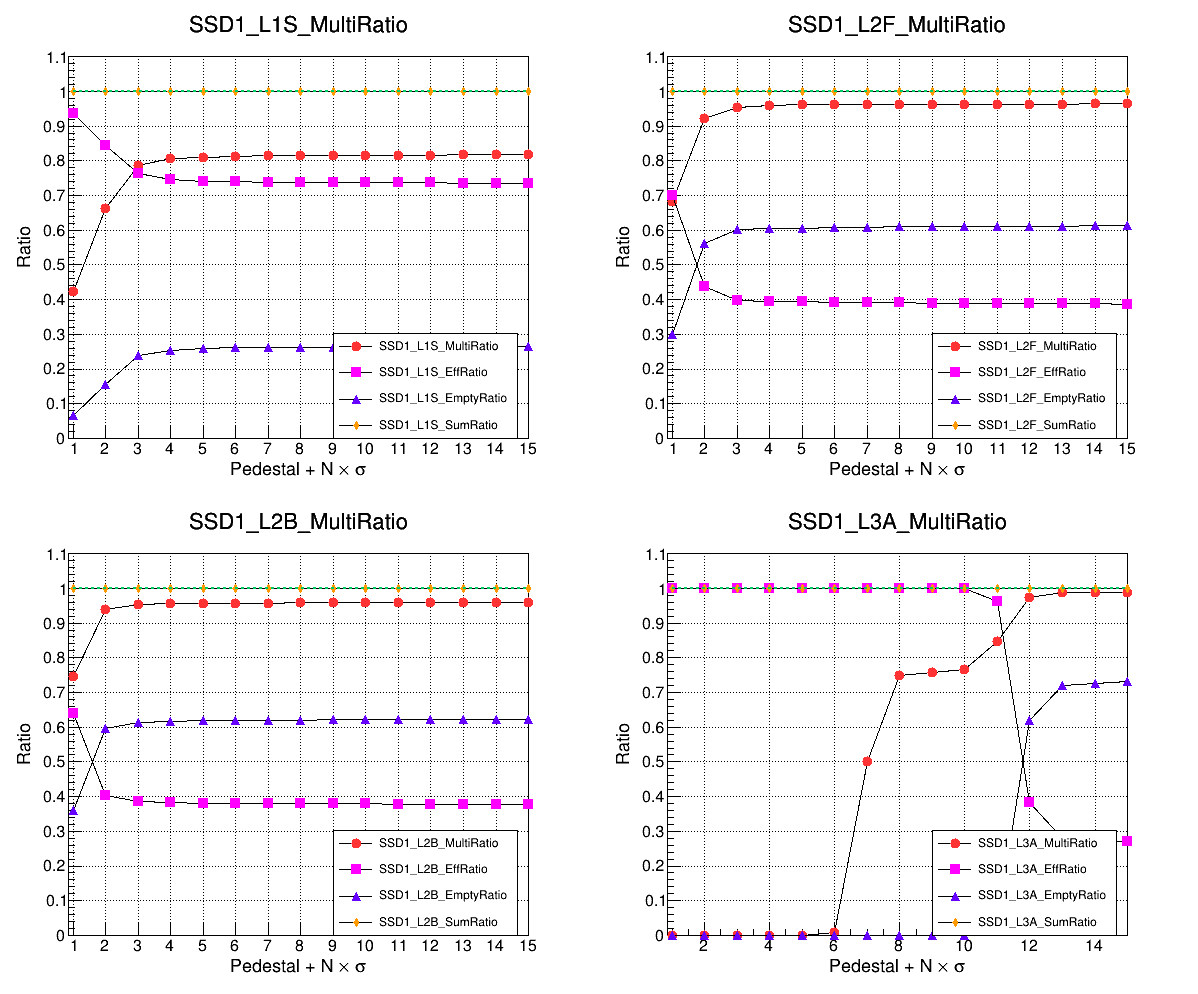 SSD1_L1S_MultiRatio
Ratio
1.1
1
0.9
0.8
0.7
0.6
0.5
0.4
0.3
0.2
0.1
0
SSD1_L1S_MultiRatio
SSD1_L1S_EffRatio
SSD1_L1S_EmptyRatio
SSD1_L1S_SumRatio
1 2 3 4 5 6 7 8 9 10 11 12 13 14 15
Pedestal + N × σ
SSD1_L2F_MultiRatio
Ratio
1.1
1
0.9
0.8
0.7
0.6
0.5
0.4
0.3
0.2
0.1
0
SSD1_L2F_MultiRatio
SSD1_L2F_EffRatio
SSD1_L2F_EmptyRatio
SSD1_L2F_SumRatio
1 2 3 4 5 6 7 8 9 10 11 12 13 14 15
Pedestal + N × σ
SSD1_L2B_MultiRatio
Ratio
1.1
1
0.9
0.8
0.7
0.6
0.5
0.4
0.3
0.2
0.1
0
SSD1_L2B_MultiRatio
SSD1_L2B_EffRatio
SSD1_L2B_EmptyRatio
SSD1_L2B_SumRatio
1 2 3 4 5 6 7 8 9 10 11 12 13 14 15
Pedestal + N × σ
SSD1_L3A_MultiRatio
Ratio
1.1
1
0.9
0.8
0.7
0.6
0.5
0.4
0.3
0.2
0.1
0
SSD1_L3A_MultiRatio
SSD1_L3A_EffRatio
SSD1_L3A_EmptyRatio
SSD1_L3A_SumRatio
2 4 6 8 10 12 14
Pedestal + N × σ